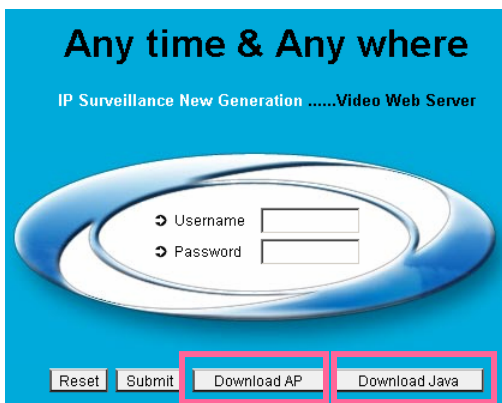 Any time & Any where
IP Surveillance New Generation ......Video Web Server
Username
Password
Reset Submit Download AP Download Java